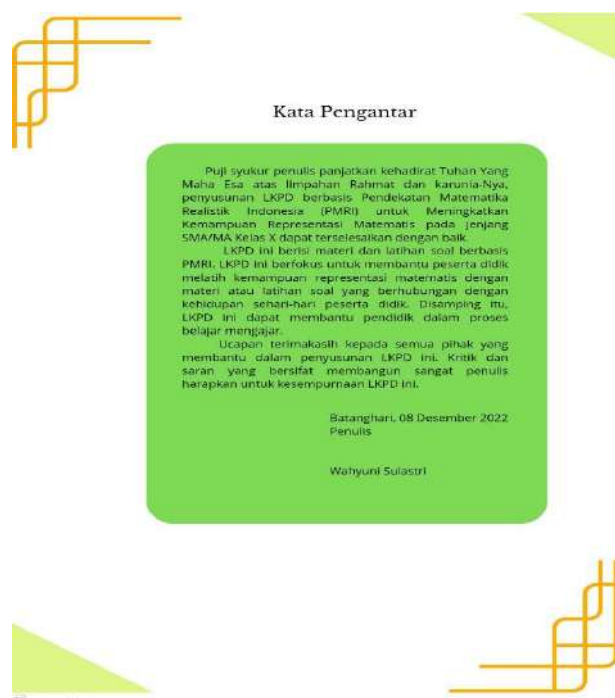 Kata Pengantar
Puji syukur penulis panjatkan kehadirat Tuhan Yang
Maha Esa atas limpahan Rahmat dan karunia-Nya,
penyusunan LKPD berbasis Pendekatan Matematika
Realistik Indonesia (PMRI) untuk Meningkatkan
Kemampuan Representasi Matematis pada jenjang
SMA/MA Kelas X dapat terselesaikan dengan baik.
LKPD ini berisi materi dan latihan soal berbasis
PMRI. LKPD ini berfokus untuk membantu peserta didik
melatih kemampuan representasi matematis dengan
materi atau latihan soal yang berhubungan dengan
kehidupan sehari-hari peserta didik. Disamping itu,
LKPD ini dapat membantu pendidik dalam proses
belajar mengajar.
Ucapan terimakasih kepada semua pihak yang
membantu dalam penyusunan LKPD ini. Kritik dan
saran yang bersifat membangun sangat penulis
harapkan untuk kesempurnaan LKPD ini.
Batanghari, 08 Desember 2022
Penulis
Wahyuni Sulastri